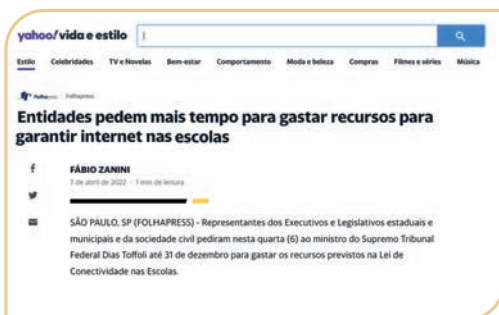 yahoo! vida e estilo
Estilo Celebridades TV e Novelas Bem-estar Comportamento Moda e beleza Compras Filmes e séries Música
Folhapress Folhapress
Entidades pedem mais tempo para gastar recursos para
garantir internet nas escolas
FÁBIO ZANINI
7 de abril de 2022 · 1 min de leitura
SÃO PAULO, SP (FOLHAPRESS) - Representantes dos Executivos e Legislativos estaduais e
municipais e da sociedade civil pediram nesta quarta (6) ao ministro do Supremo Tribunal
Federal Dias Toffoli até 31 de dezembro para gastar os recursos previstos na Lei de
Conectividade nas Escolas.